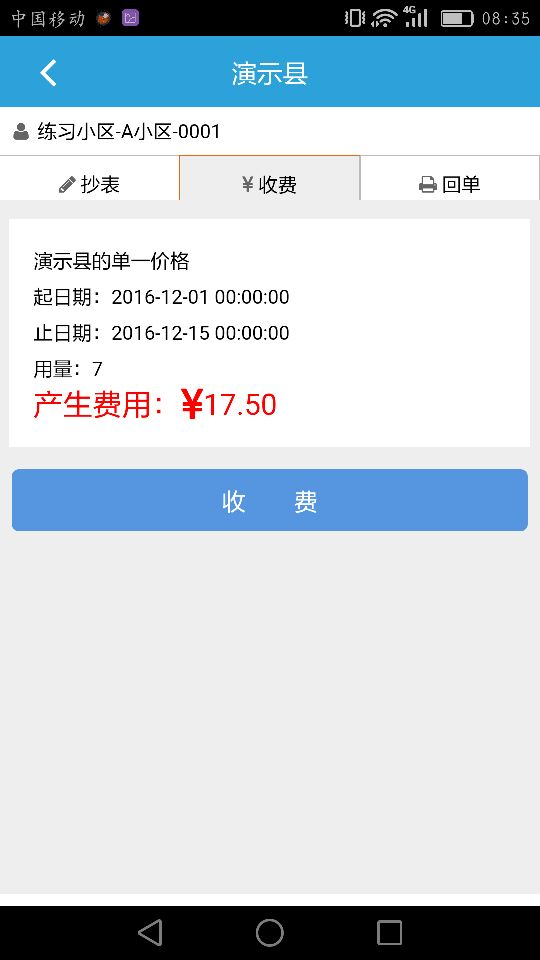 中国移动 4G 08:35
演示县
练习小区-A小区-0001
抄表 ¥收费 回单
演示县的单一价格
起日期：2016-12-01 00:00:00
止日期：2016-12-15 00:00:00
用量：7
产生费用：¥17.50
收 费